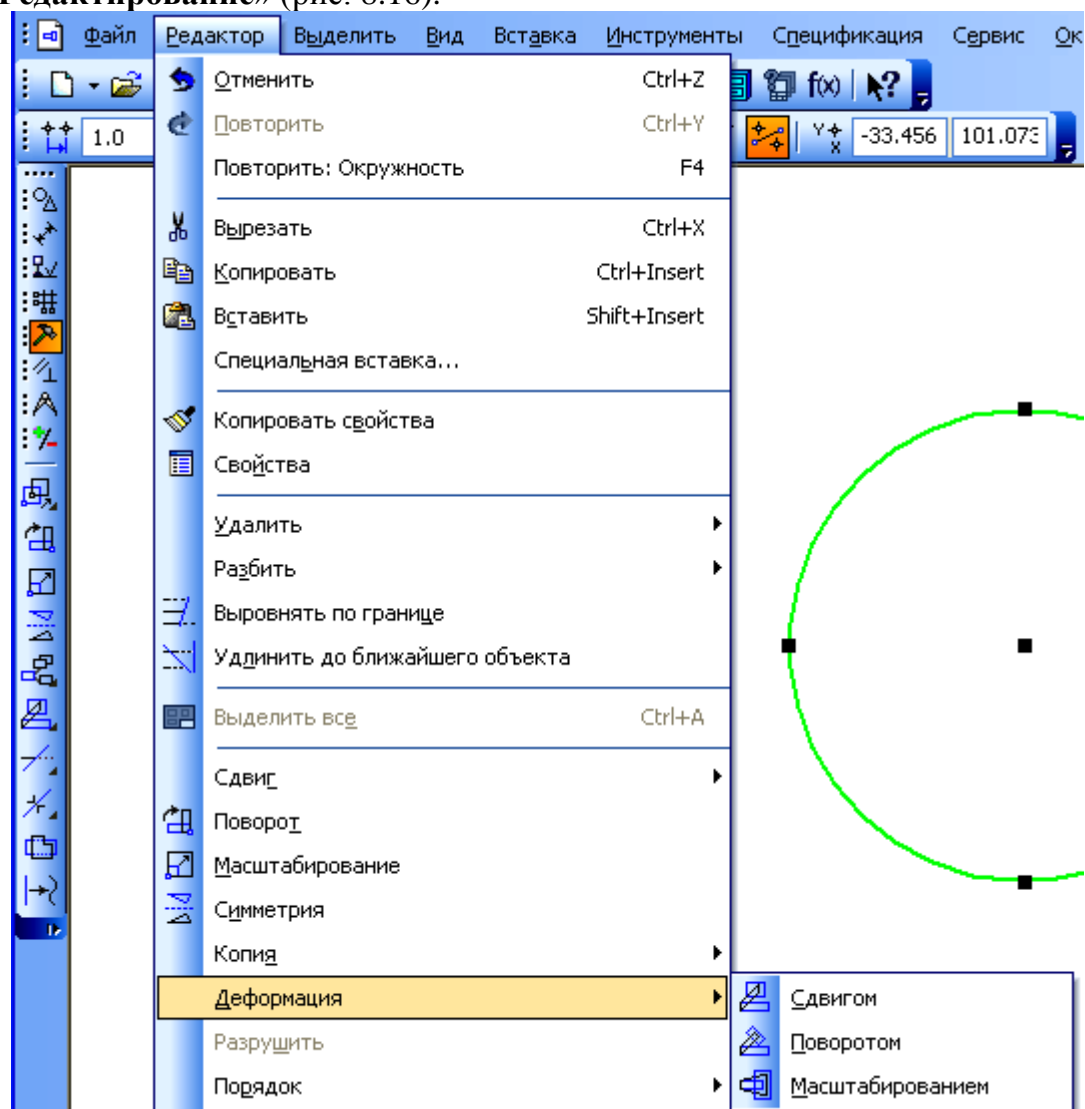 Редактирование» (рис. 8.16).
Файл Редактор Выделить Вид Вставка Инструменты Спецификация Сервис Ок
f(x) ?
1.0 Y X -33.456 101.073
Отменить Ctrl+Z
Повторить Ctrl+Y
Повторить: Окружность F4
Вырезать Ctrl+X
Копировать Ctrl+Insert
Вставить Shift+Insert
Специальная вставка...
Копировать свойства
Свойства
Удалить
Разбить
Выровнять по границе
Удлинить до ближайшего объекта
Выделить все Ctrl+A
Сдвиг
Поворот
Масштабирование
Симметрия
Копия
Деформация Сдвигом
Разрушить Поворотом
Порядок Масштабированием